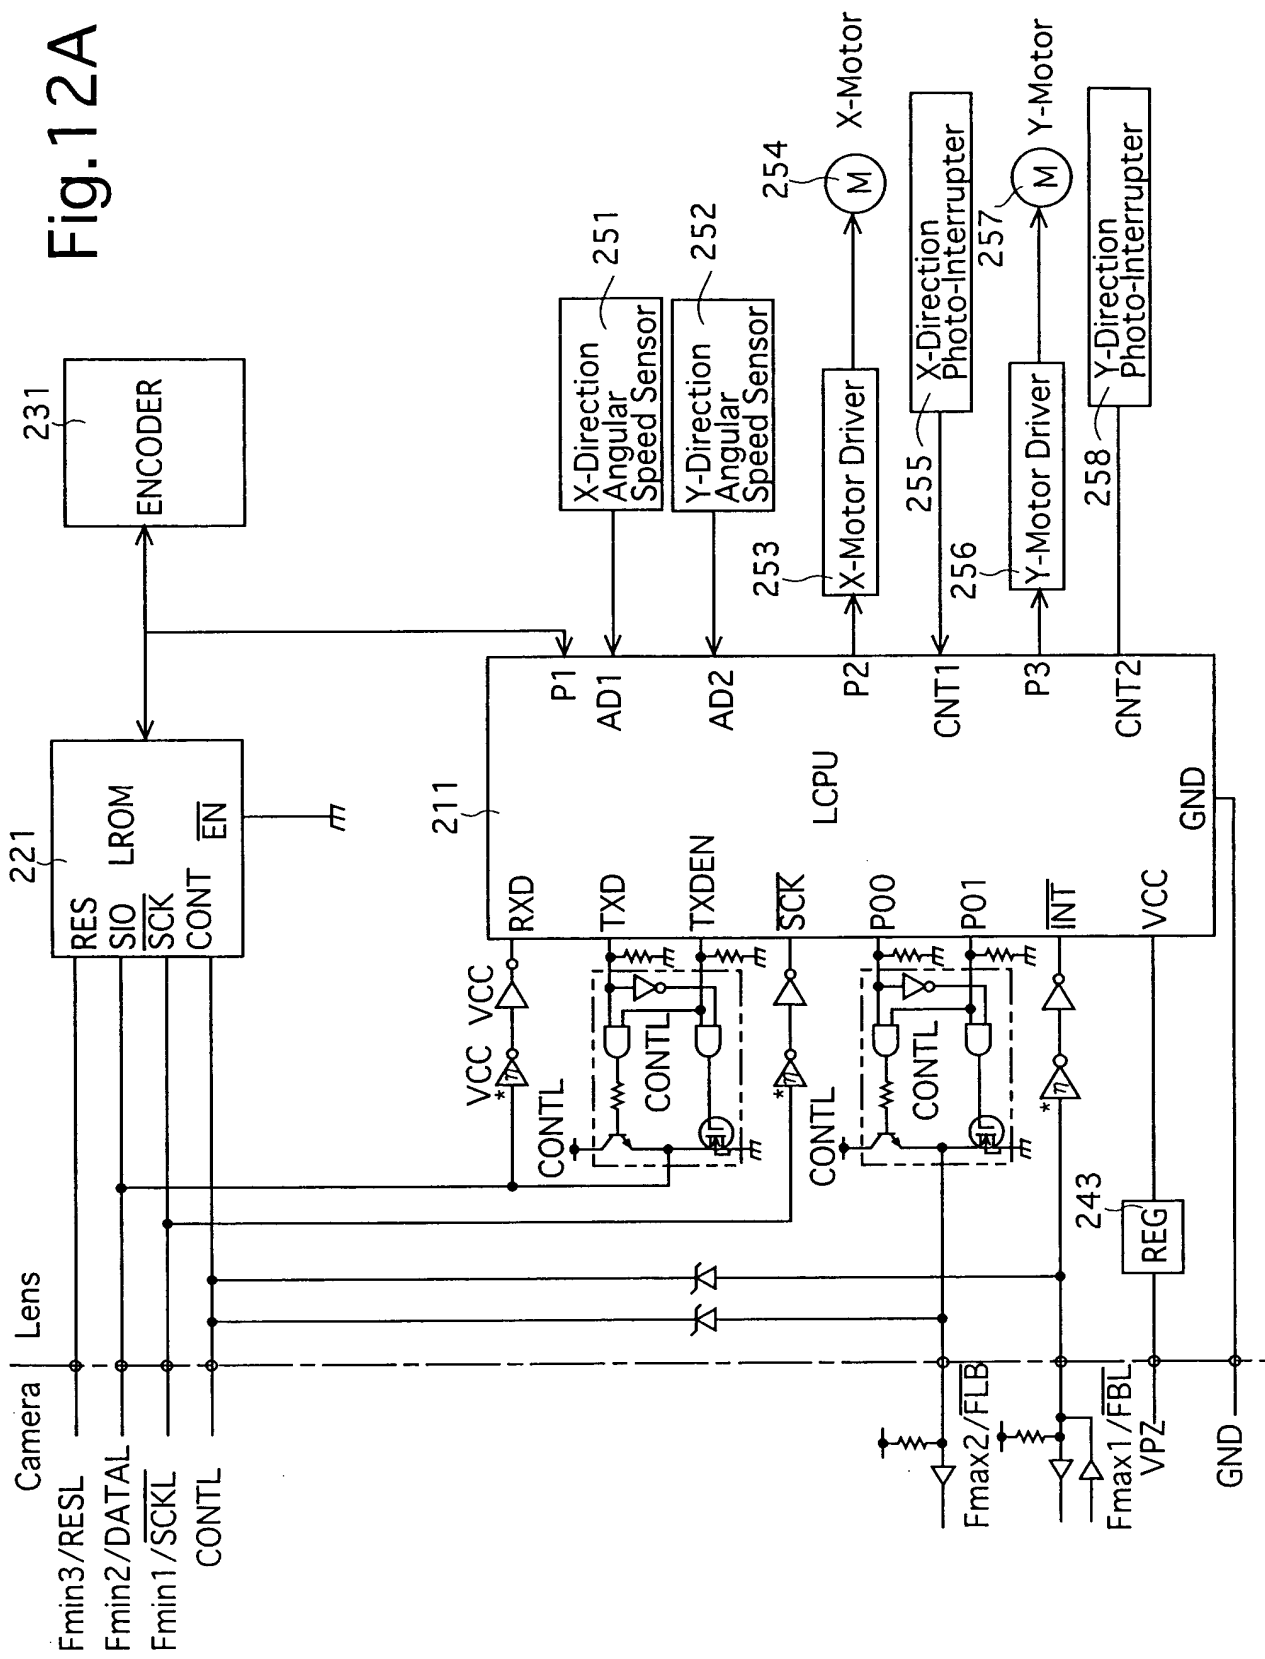 Fig.12A
Camera
Lens
Fmin3/RESL
Fmin2/DATAL
Fmin1/SCKL
CONTL
221
RES
SIO
SCK
CONT
LROM
EN
231
ENCODER
VCC
VCC
*
η
CONTL
CONTL
*
η
CONTL
CONTL
*
η
211
RXD
TXD
TXDEN
SCK
P00
P01
INT
VCC
GND
LCPU
P1
AD1
AD2
P2
CNT1
P3
CNT2
X-Direction
Angular
Speed Sensor
251
Y-Direction
Angular
Speed Sensor
252
253
X-Motor Driver
254
M
X-Motor
255
X-Direction
Photo-Interrupter
256
Y-Motor Driver
257
M
Y-Motor
258
Y-Direction
Photo-Interrupter
243
REG
Fmax2/FLB
Fmax1/FBL
VPZ
GND